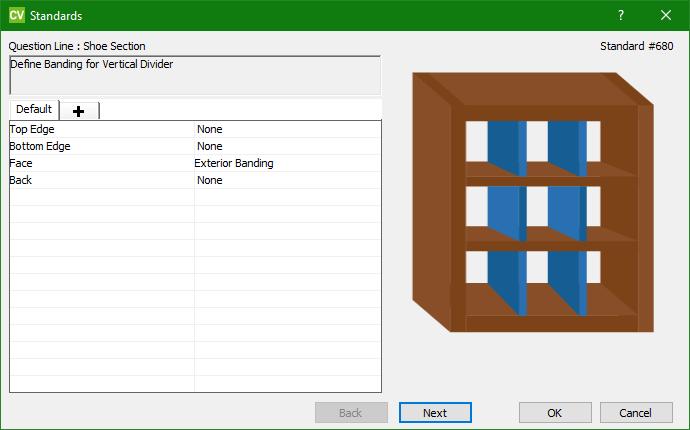 CV Standards ?
Question Line : Shoe Section Standard #680
Define Banding for Vertical Divider
Default
Top Edge None
Bottom Edge None
Face Exterior Banding
Back None
Back Next OK Cancel